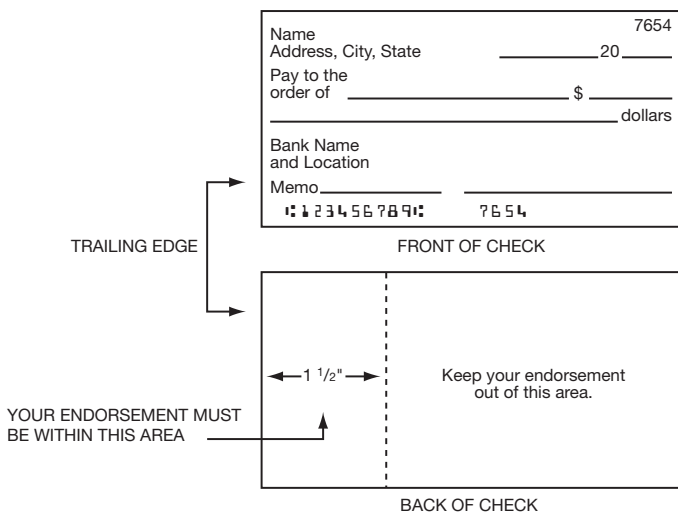 7654
Name
Address, City, State 20
Pay to the
order of $
dollars
Bank Name
and Location
Memo
⑆123456789⑆ 7654
TRAILING EDGE
FRONT OF CHECK
1 1/2"
Keep your endorsement
out of this area.
YOUR ENDORSEMENT MUST
BE WITHIN THIS AREA
BACK OF CHECK